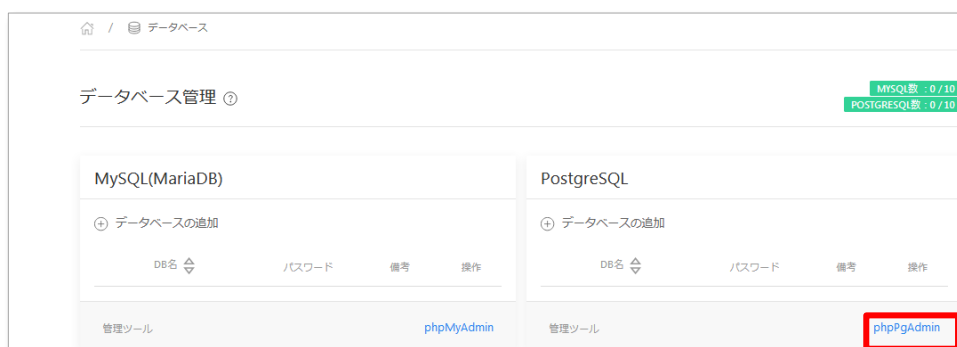 / データベース
データベース管理 ?
MYSQL数 : 0 / 10
POSTGRESQL数 : 0 / 10
MySQL(MariaDB)
データベースの追加
DB名 パスワード 備考 操作
管理ツール phpMyAdmin
PostgreSQL
データベースの追加
DB名 パスワード 備考 操作
管理ツール phpPgAdmin